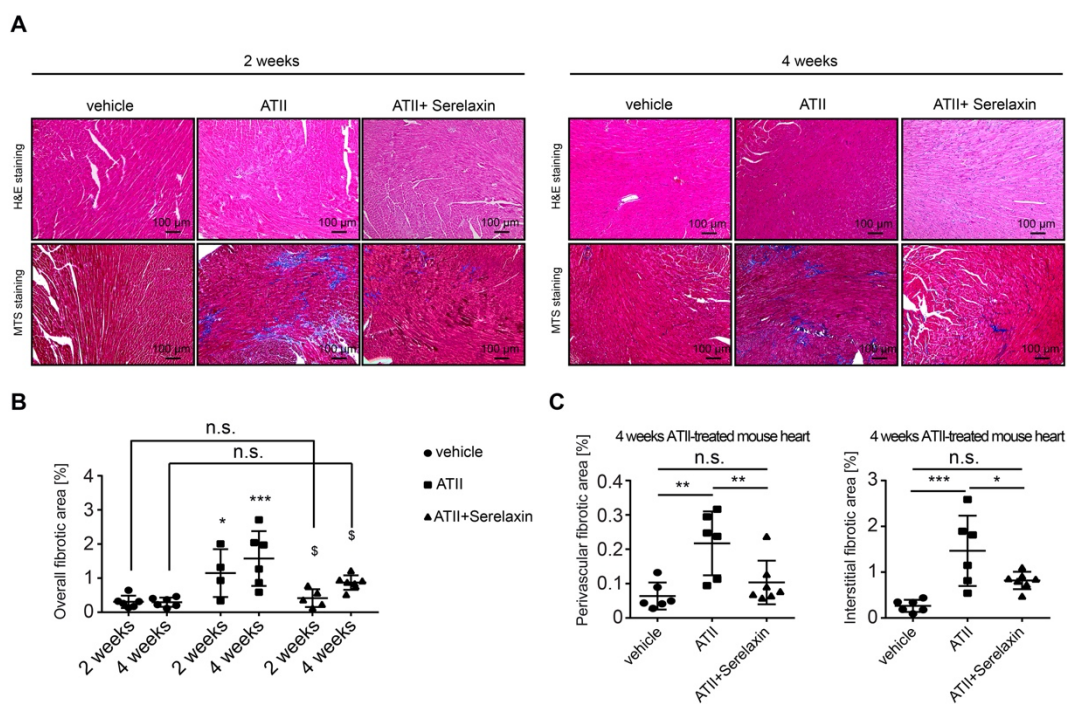 A
2 weeks
4 weeks
vehicle
ATII
ATII+ Serelaxin
vehicle
ATII
ATII+ Serelaxin
H&E staining
100 µm
100 µm
100 µm
H&E staining
100 µm
100 µm
100 µm
MTS staining
100 µm
100 µm
100 µm
MTS staining
100 µm
100 µm
100 µm
B
n.s.
n.s.
vehicle
ATII
ATII+Serelaxin
Overall fibrotic area [%]
4
3
2
1
0
*
***
$
$
2 weeks
4 weeks
2 weeks
4 weeks
2 weeks
4 weeks
C
4 weeks ATII-treated mouse heart
n.s.
**
**
Perivascular fibrotic area [%]
0.4
0.3
0.2
0.1
0
vehicle
ATII
ATII+Serelaxin
4 weeks ATII-treated mouse heart
n.s.
***
*
Interstitial fibrotic area [%]
3
2
1
0
vehicle
ATII
ATII+Serelaxin